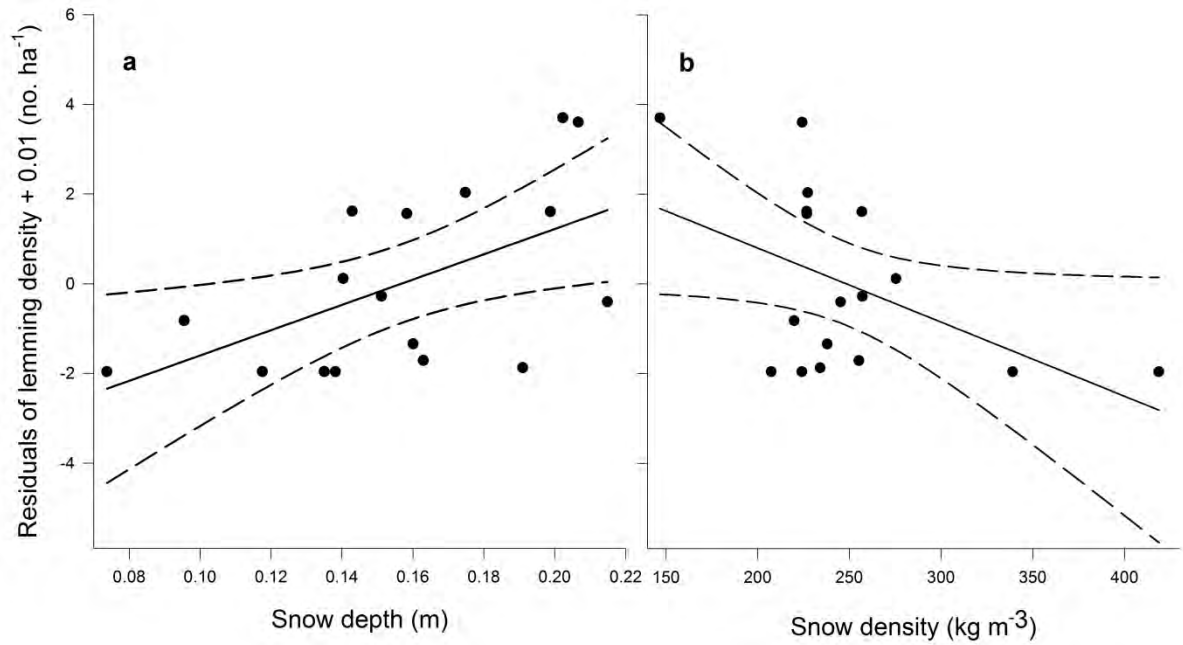 Residuals of lemming density + 0.01 (no. ha⁻¹)
6
4
2
0
-2
-4
a
b
0.08 0.10 0.12 0.14 0.16 0.18 0.20 0.22
150 200 250 300 350 400
Snow depth (m)
Snow density (kg m⁻³)